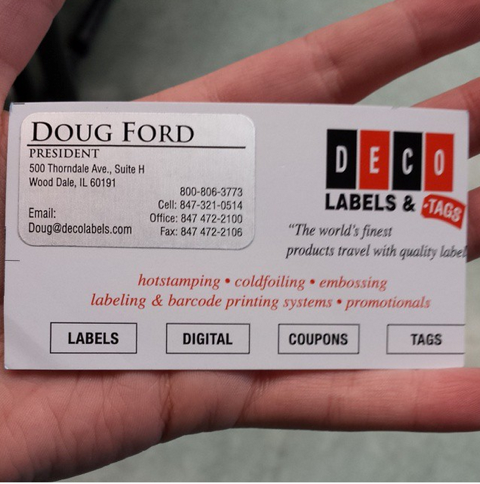 DOUG FORD
PRESIDENT
500 Thorndale Ave., Suite H
Wood Dale, IL 60191
800-806-3773
Cell: 847-321-0514
Email:
Office: 847 472-2100
Doug@decolabels.com
Fax: 847 472-2106
DECO
LABELS & TAGS
"The world's finest
products travel with quality label
hotstamping • coldfoiling • embossing
labeling & barcode printing systems • promotionals
LABELS
DIGITAL
COUPONS
TAGS